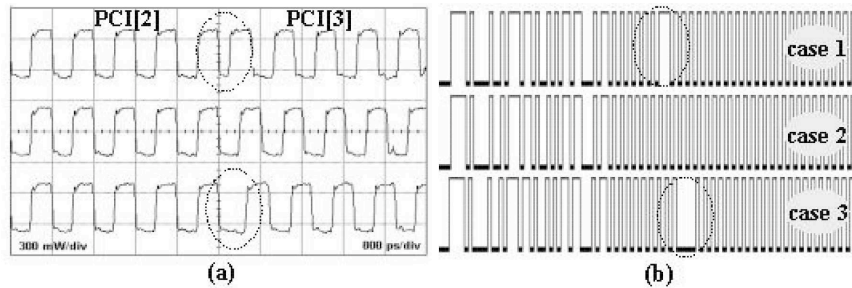 PCI[2] PCI[3]
300 mW/div 800 ps/div
(a)
case 1
case 2
case 3
(b)